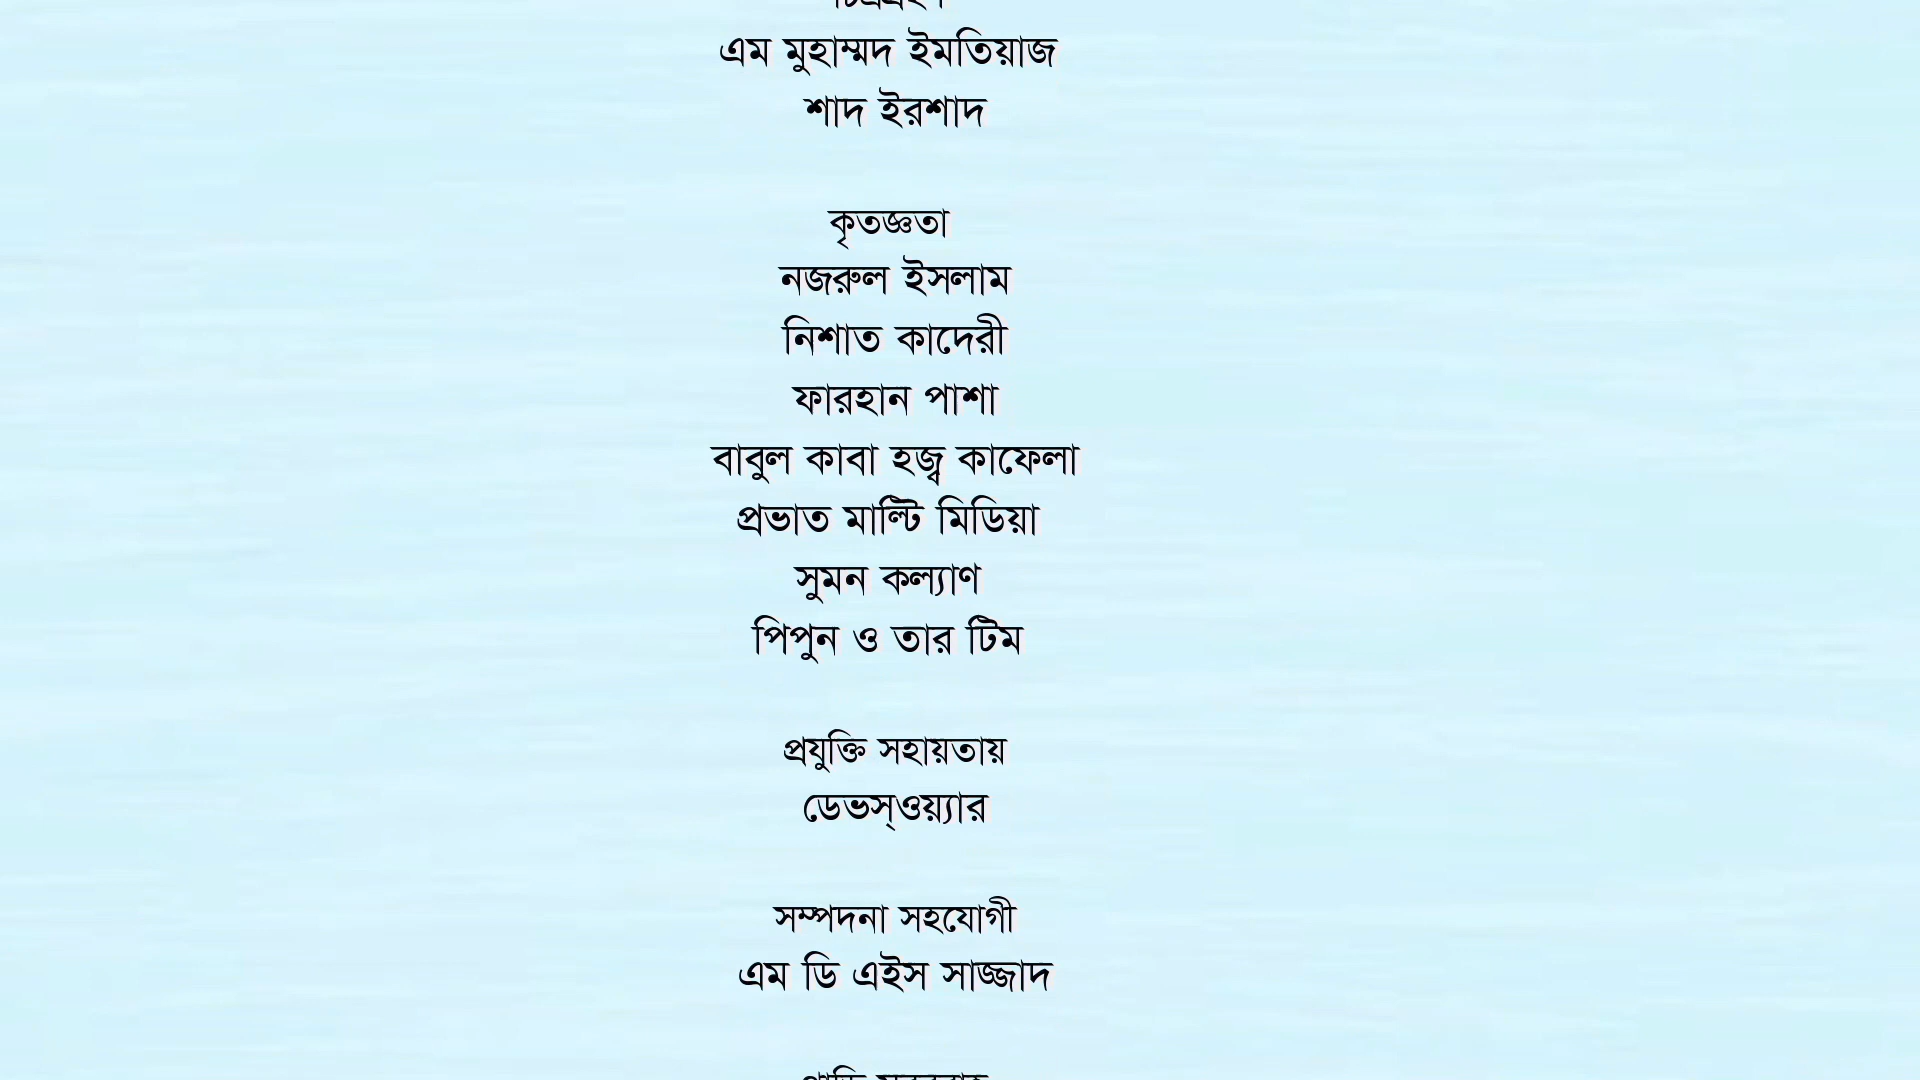 এম মুহাম্মদ ইমতিয়াজ
শাদ ইরশাদ
কৃতজ্ঞতা
নজরুল ইসলাম
নিশাত কাদেরী
ফারহান পাশা
বাবুল কাবা হজ্ব কাফেলা
প্রভাত মাল্টি মিডিয়া
সুমন কল্যাণ
পিপুন ও তার টিম
প্রযুক্তি সহায়তায়
ডেভস্ওয়্যার
সম্পদনা সহযোগী
এম ডি এইস সাজ্জাদ